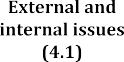 External and
internal issues
(4.1)